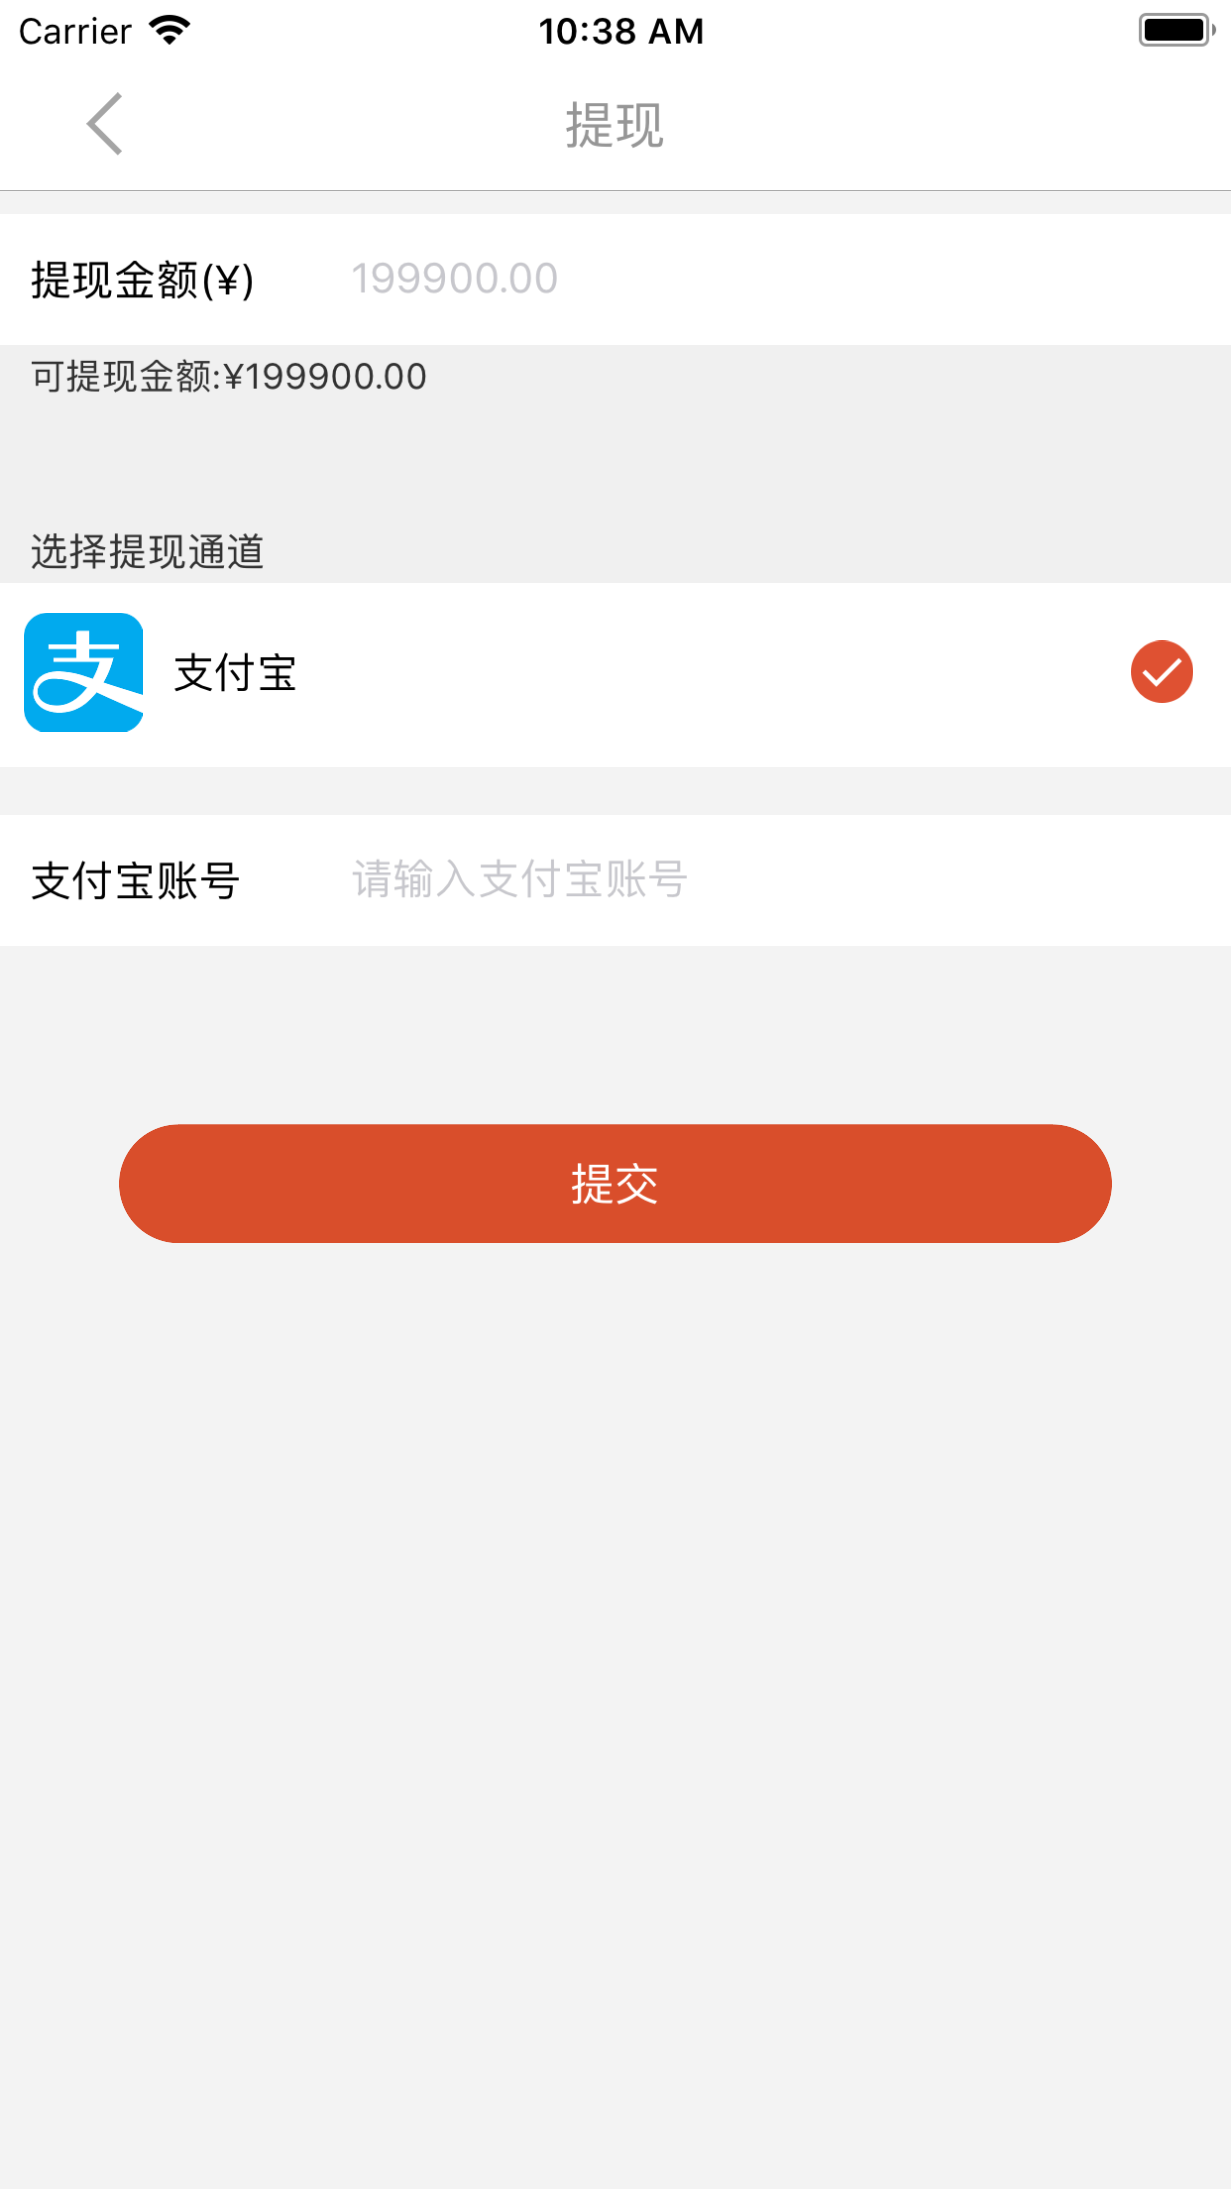 Carrier 10:38 AM
提现
提现金额(¥) 199900.00
可提现金额:¥199900.00
选择提现通道
支 支付宝
支付宝账号 请输入支付宝账号
提交